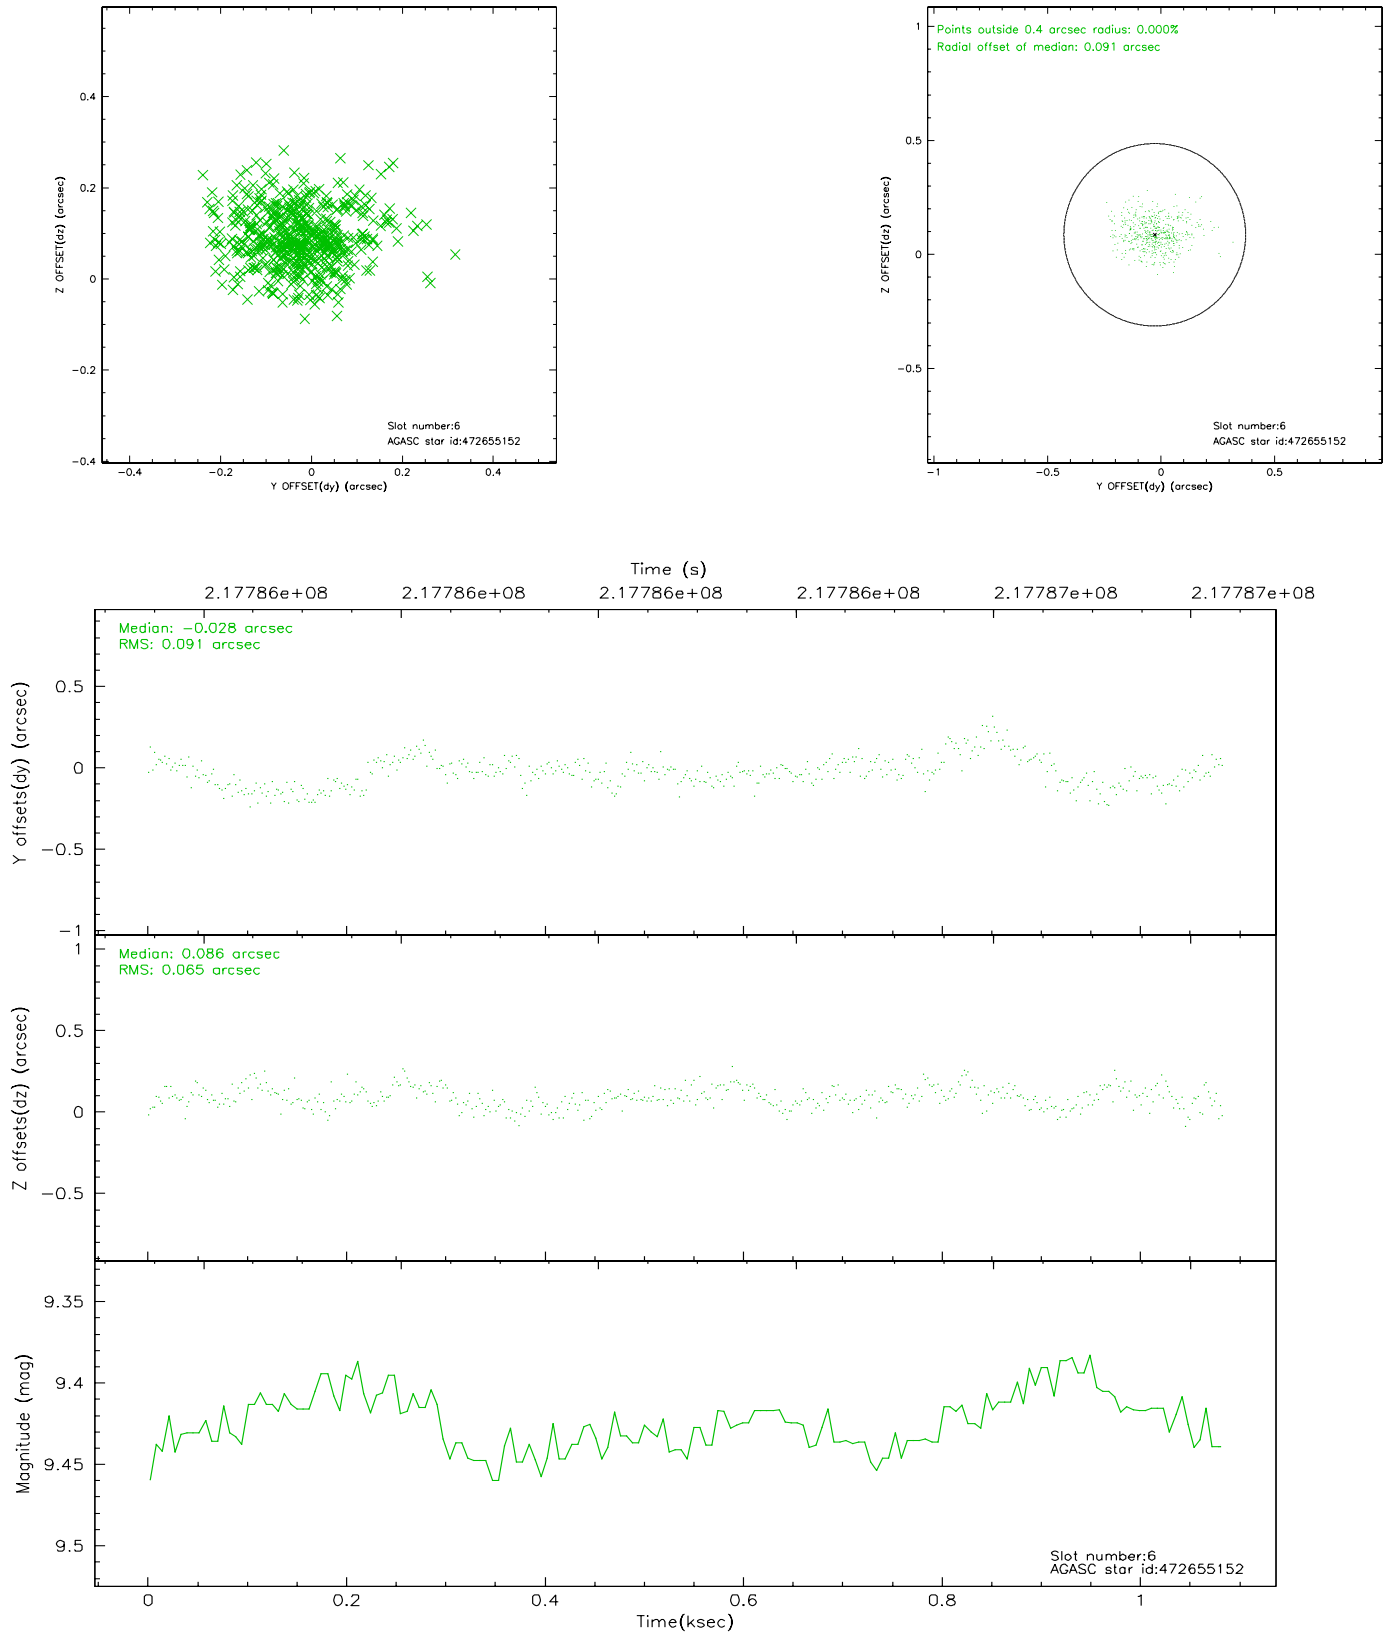 0.4
0.2
0
−0.2
−0.4
Z OFFSET(dz) (arcsec)
Slot number:6
AGASC star id:472655152
−0.4
−0.2
0
0.2
0.4
Y OFFSET(dy) (arcsec)
Points outside 0.4 arcsec radius: 0.000%
Radial offset of median: 0.091 arcsec
1
0.5
0
−0.5
Z OFFSET(dz) (arcsec)
Slot number:6
AGASC star id:472655152
−1
−0.5
0
0.5
Y OFFSET(dy) (arcsec)
Time (s)
2.17786e+08
2.17786e+08
2.17786e+08
2.17786e+08
2.17787e+08
2.17787e+08
Median: −0.028 arcsec
RMS: 0.091 arcsec
0.5
0
−0.5
−1
Y offsets(dy) (arcsec)
Median: 0.086 arcsec
RMS: 0.065 arcsec
1
0.5
0
−0.5
Z offsets(dz) (arcsec)
9.35
9.4
9.45
9.5
Magnitude (mag)
Slot number:6
AGASC star id:472655152
0
0.2
0.4
0.6
0.8
1
Time(ksec)